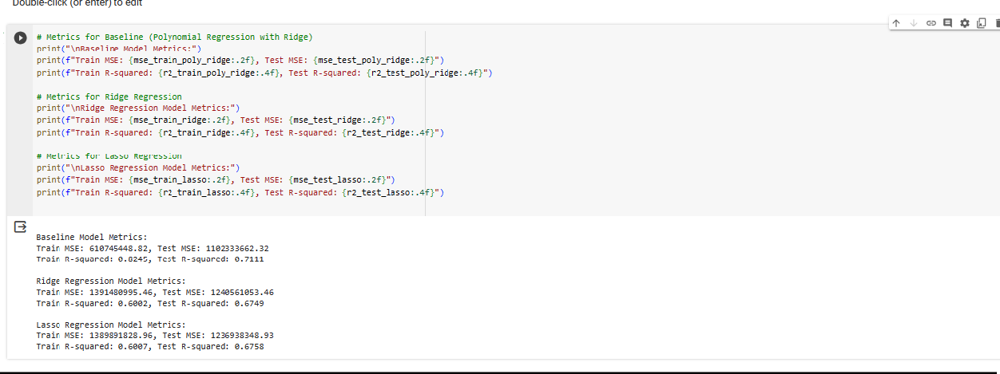 Double-click (or enter) to edit
# Metrics for Baseline (Polynomial Regression with Ridge)
print("\nBaseline Model Metrics:")
print(f"Train MSE: {mse_train_poly_ridge:.2f}, Test MSE: {mse_test_poly_ridge:.2f}")
print(f"Train R-squared: {r2_train_poly_ridge:.4f}, Test R-squared: {r2_test_poly_ridge:.4f}")
# Metrics for Ridge Regression
print("\nRidge Regression Model Metrics:")
print(f"Train MSE: {mse_train_ridge:.2f}, Test MSE: {mse_test_ridge:.2f}")
print(f"Train R-squared: {r2_train_ridge:.4f}, Test R-squared: {r2_test_ridge:.4f}")
# Metrics for Lasso Regression
print("\nLasso Regression Model Metrics:")
print(f"Train MSE: {mse_train_lasso:.2f}, Test MSE: {mse_test_lasso:.2f}")
print(f"Train R-squared: {r2_train_lasso:.4f}, Test R-squared: {r2_test_lasso:.4f}")
Baseline Model Metrics:
Train MSE: 610745448.82, Test MSE: 1102333662.32
Train R-squared: 0.8245, Test R-squared: 0.7111
Ridge Regression Model Metrics:
Train MSE: 1391480995.46, Test MSE: 1240561053.46
Train R-squared: 0.6002, Test R-squared: 0.6749
Lasso Regression Model Metrics:
Train MSE: 1389891828.96, Test MSE: 1236938348.93
Train R-squared: 0.6007, Test R-squared: 0.6758